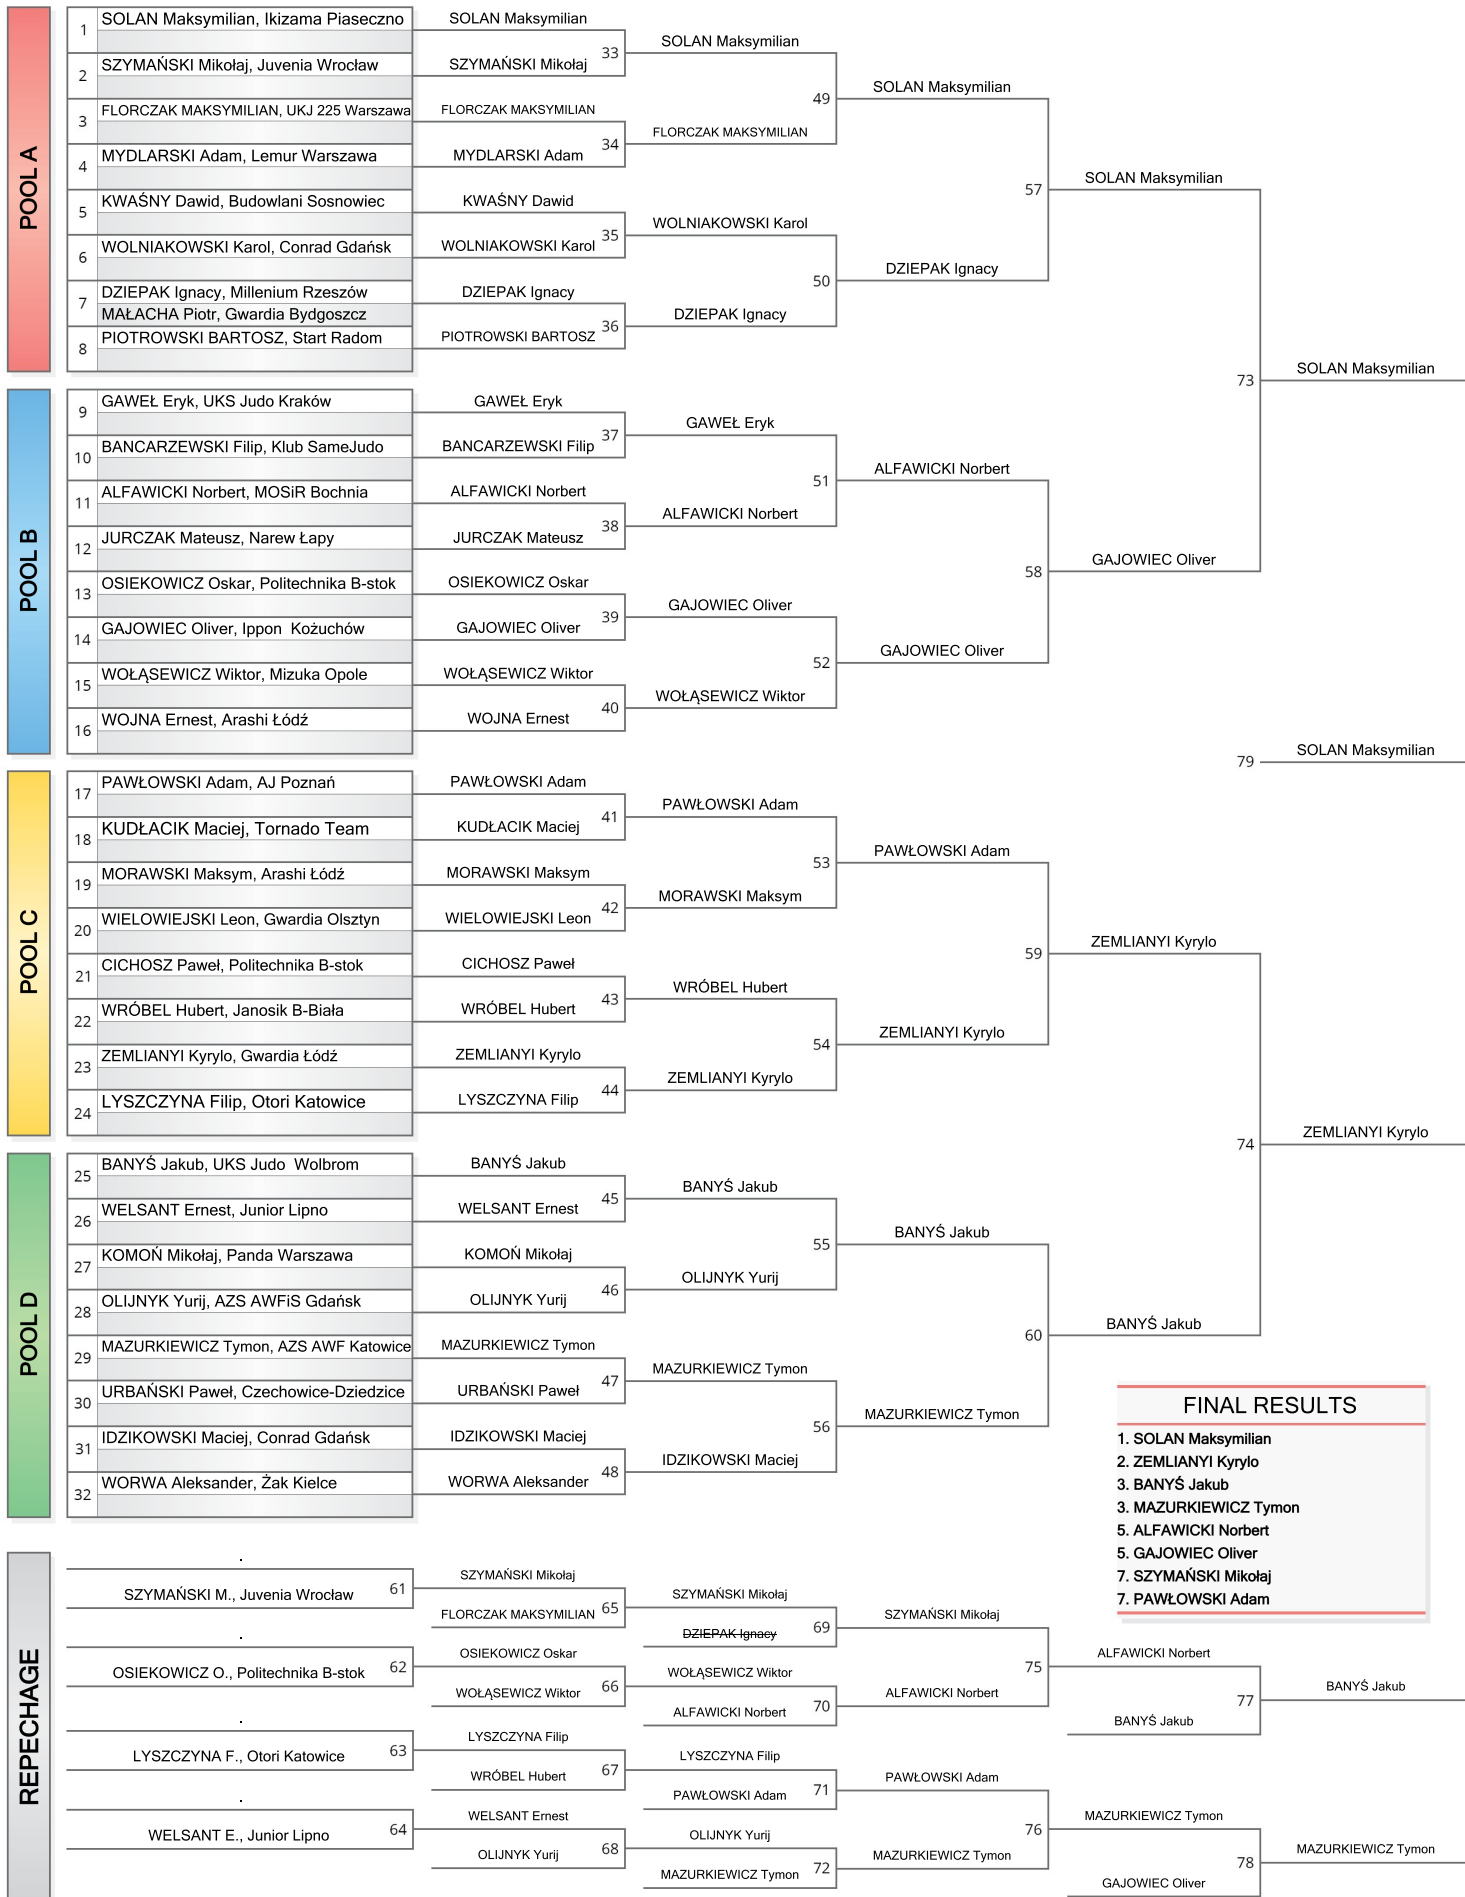 POOL A
1 SOLAN Maksymilian, Ikizama Piaseczno
2 SZYMAŃSKI Mikołaj, Juvenia Wrocław
3 FLORCZAK MAKSYMILIAN, UKJ 225 Warszawa
4 MYDLARSKI Adam, Lemur Warszawa
5 KWAŚNY Dawid, Budowlani Sosnowiec
6 WOLNIAKOWSKI Karol, Conrad Gdańsk
7 DZIEPAK Ignacy, Millenium Rzeszów
MAŁACHA Piotr, Gwardia Bydgoszcz
8 PIOTROWSKI BARTOSZ, Start Radom
SOLAN Maksymilian
33
SZYMAŃSKI Mikołaj
FLORCZAK MAKSYMILIAN
34
MYDLARSKI Adam
KWAŚNY Dawid
35
WOLNIAKOWSKI Karol
DZIEPAK Ignacy
36
PIOTROWSKI BARTOSZ
SOLAN Maksymilian
49
FLORCZAK MAKSYMILIAN
WOLNIAKOWSKI Karol
50
DZIEPAK Ignacy
SOLAN Maksymilian
57
DZIEPAK Ignacy
SOLAN Maksymilian
POOL B
9 GAWEŁ Eryk, UKS Judo Kraków
10 BANCARZEWSKI Filip, Klub SameJudo
11 ALFAWICKI Norbert, MOSiR Bochnia
12 JURCZAK Mateusz, Narew Łapy
13 OSIEKOWICZ Oskar, Politechnika B-stok
14 GAJOWIEC Oliver, Ippon  Kożuchów
15 WOŁĄSEWICZ Wiktor, Mizuka Opole
16 WOJNA Ernest, Arashi Łódź
GAWEŁ Eryk
37
BANCARZEWSKI Filip
ALFAWICKI Norbert
38
JURCZAK Mateusz
OSIEKOWICZ Oskar
39
GAJOWIEC Oliver
WOŁĄSEWICZ Wiktor
40
WOJNA Ernest
GAWEŁ Eryk
51
ALFAWICKI Norbert
GAJOWIEC Oliver
52
WOŁĄSEWICZ Wiktor
ALFAWICKI Norbert
58
GAJOWIEC Oliver
GAJOWIEC Oliver
73
SOLAN Maksymilian
79
SOLAN Maksymilian
POOL C
17 PAWŁOWSKI Adam, AJ Poznań
18 KUDŁACIK Maciej, Tornado Team
19 MORAWSKI Maksym, Arashi Łódź
20 WIELOWIEJSKI Leon, Gwardia Olsztyn
21 CICHOSZ Paweł, Politechnika B-stok
22 WRÓBEL Hubert, Janosik B-Biała
23 ZEMLIANYI Kyrylo, Gwardia Łódź
24 LYSZCZYNA Filip, Otori Katowice
PAWŁOWSKI Adam
41
KUDŁACIK Maciej
MORAWSKI Maksym
42
WIELOWIEJSKI Leon
CICHOSZ Paweł
43
WRÓBEL Hubert
ZEMLIANYI Kyrylo
44
LYSZCZYNA Filip
PAWŁOWSKI Adam
53
MORAWSKI Maksym
WRÓBEL Hubert
54
ZEMLIANYI Kyrylo
PAWŁOWSKI Adam
59
ZEMLIANYI Kyrylo
ZEMLIANYI Kyrylo
74
ZEMLIANYI Kyrylo
POOL D
25 BANYŚ Jakub, UKS Judo  Wolbrom
26 WELSANT Ernest, Junior Lipno
27 KOMOŃ Mikołaj, Panda Warszawa
28 OLIJNYK Yurij, AZS AWFiS Gdańsk
29 MAZURKIEWICZ Tymon, AZS AWF Katowice
30 URBAŃSKI Paweł, Czechowice-Dziedzice
31 IDZIKOWSKI Maciej, Conrad Gdańsk
32 WORWA Aleksander, Żak Kielce
BANYŚ Jakub
45
WELSANT Ernest
KOMOŃ Mikołaj
46
OLIJNYK Yurij
MAZURKIEWICZ Tymon
47
URBAŃSKI Paweł
IDZIKOWSKI Maciej
48
WORWA Aleksander
BANYŚ Jakub
55
OLIJNYK Yurij
MAZURKIEWICZ Tymon
56
IDZIKOWSKI Maciej
BANYŚ Jakub
60
MAZURKIEWICZ Tymon
BANYŚ Jakub
FINAL RESULTS
1. SOLAN Maksymilian
2. ZEMLIANYI Kyrylo
3. BANYŚ Jakub
3. MAZURKIEWICZ Tymon
5. ALFAWICKI Norbert
5. GAJOWIEC Oliver
7. SZYMAŃSKI Mikołaj
7. PAWŁOWSKI Adam
REPECHAGE
.
61
SZYMAŃSKI M., Juvenia Wrocław
.
62
OSIEKOWICZ O., Politechnika B-stok
.
63
LYSZCZYNA F., Otori Katowice
.
64
WELSANT E., Junior Lipno
SZYMAŃSKI Mikołaj
65
FLORCZAK MAKSYMILIAN
OSIEKOWICZ Oskar
66
WOŁĄSEWICZ Wiktor
LYSZCZYNA Filip
67
WRÓBEL Hubert
WELSANT Ernest
68
OLIJNYK Yurij
SZYMAŃSKI Mikołaj
69
DZIEPAK Ignacy
WOŁĄSEWICZ Wiktor
70
ALFAWICKI Norbert
LYSZCZYNA Filip
71
PAWŁOWSKI Adam
OLIJNYK Yurij
72
MAZURKIEWICZ Tymon
SZYMAŃSKI Mikołaj
75
ALFAWICKI Norbert
PAWŁOWSKI Adam
76
MAZURKIEWICZ Tymon
ALFAWICKI Norbert
77
BANYŚ Jakub
MAZURKIEWICZ Tymon
78
GAJOWIEC Oliver
BANYŚ Jakub
MAZURKIEWICZ Tymon